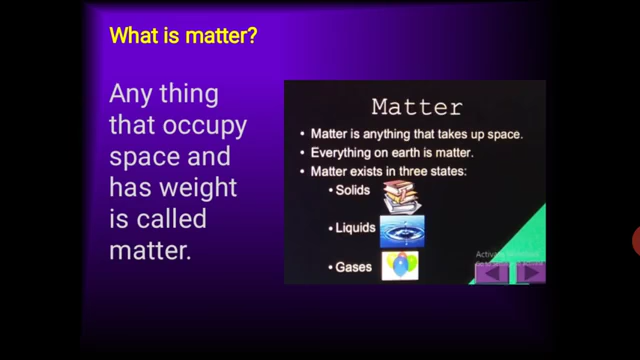 What is matter?
Any thing
that occupy
space and
has weight
is called
matter.
Matter
• Matter is anything that takes up space.
• Everything on earth is matter.
• Matter exists in three states:
• Solids
• Liquids
• Gases